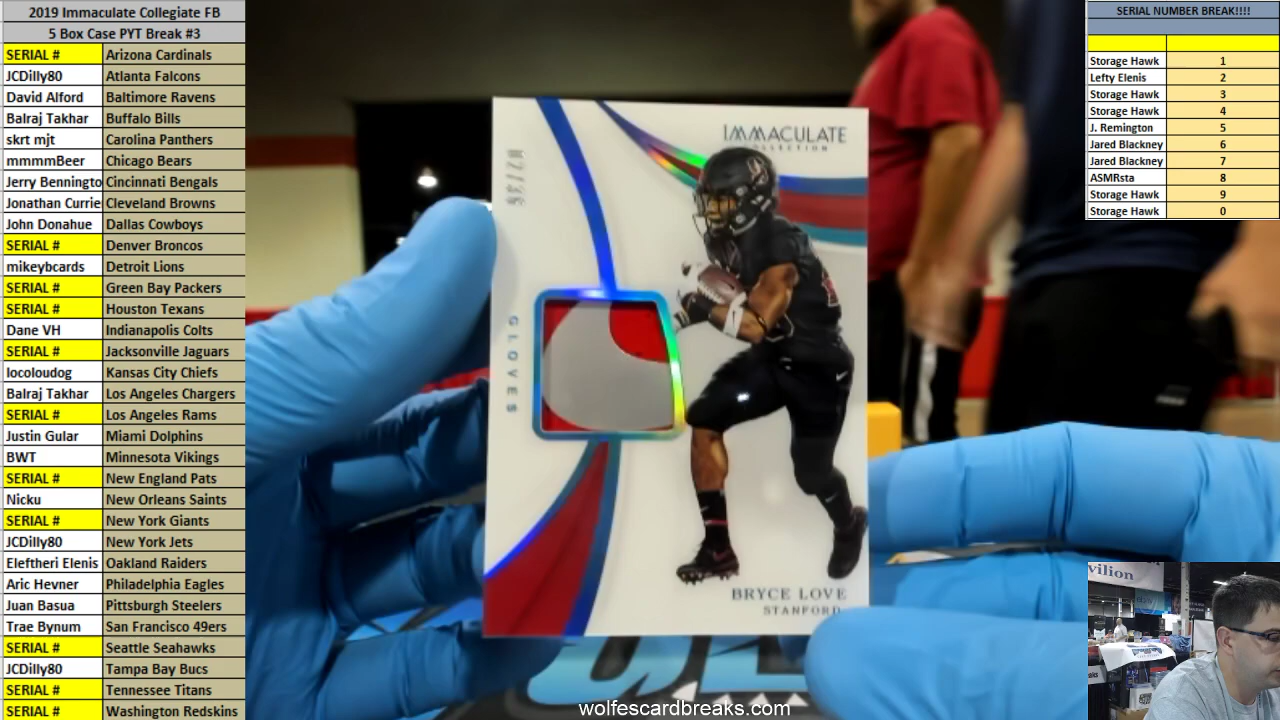 2019 Immaculate Collegiate FB
5 Box Case PYT Break #3
SERIAL # Arizona Cardinals
JCDilly80 Atlanta Falcons
David Alford Baltimore Ravens
Balraj Takhar Buffalo Bills
skrt mjt Carolina Panthers
mmmmBeer Chicago Bears
Jerry Benningto Cincinnati Bengals
Jonathan Currie Cleveland Browns
John Donahue Dallas Cowboys
SERIAL # Denver Broncos
mikeybcards Detroit Lions
SERIAL # Green Bay Packers
SERIAL # Houston Texans
Dane VH Indianapolis Colts
SERIAL # Jacksonville Jaguars
locoloudog Kansas City Chiefs
Balraj Takhar Los Angeles Chargers
SERIAL # Los Angeles Rams
Justin Gular Miami Dolphins
BWT Minnesota Vikings
SERIAL # New England Pats
Nicku New Orleans Saints
SERIAL # New York Giants
JCDilly80 New York Jets
Eleftheri Elenis Oakland Raiders
Aric Hevner Philadelphia Eagles
Juan Basua Pittsburgh Steelers
Trae Bynum San Francisco 49ers
SERIAL # Seattle Seahawks
JCDilly80 Tampa Bay Bucs
SERIAL # Tennessee Titans
SERIAL # Washington Redskins
IMMACULATE
COLLECTION
GLOVES
BRYCE LOVE
STANFORD
wolfescardbreaks.com
SERIAL NUMBER BREAK!!!!
Storage Hawk 1
Lefty Elenis 2
Storage Hawk 3
Storage Hawk 4
J. Remington 5
Jared Blackney 6
Jared Blackney 7
ASMRsta 8
Storage Hawk 9
Storage Hawk 0
vilion